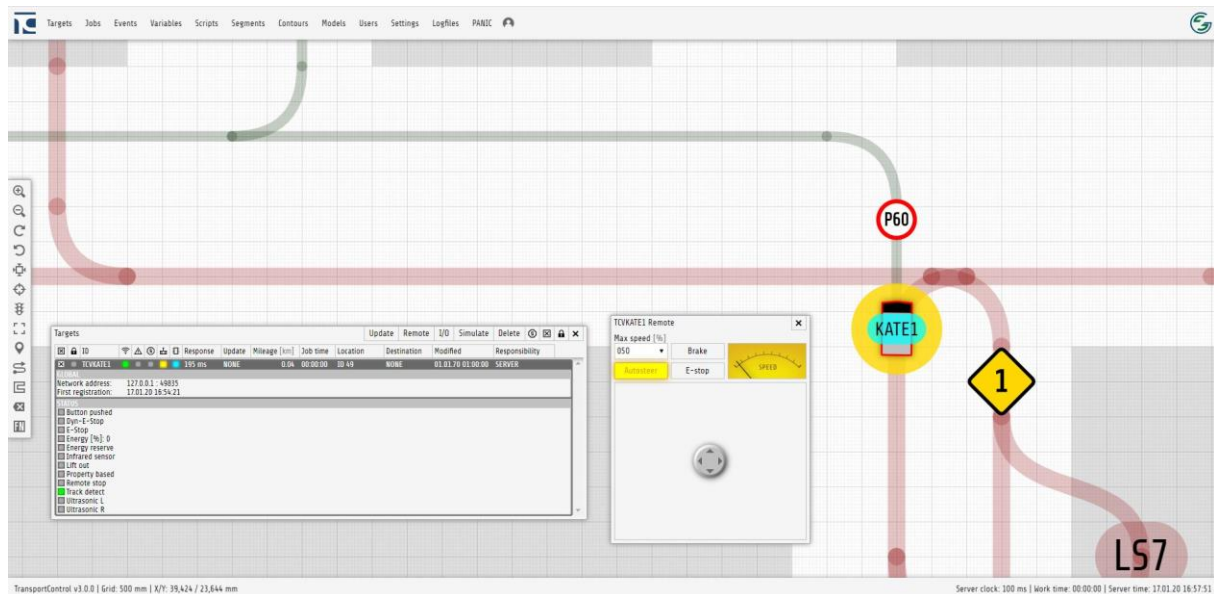 Targets Jobs Events Variables Scripts Segments Contours Models Users Settings Logfiles PANIC
P60
KATE1
1
LS7
Targets Update Remote I/O Simulate Delete
ID Response Update Mileage [km] Job time Location Destination Modified Responsibility
TCVKATE1 195 ms NONE 0.04 00:00:00 ID 49 NONE 01.01.70 01:00:00 SERVER
GLOBAL
Network address: 127.0.0.1 : 49835
First registration: 17.01.20 16:54:21
STATUS
Button pushed
Dyn-E-Stop
E-Stop
Energy [%]: 0
Energy reserve
Infrared sensor
Lift out
Property based
Remote stop
Track detect
Ultrasonic L
Ultrasonic R
TCVKATE1 Remote
Max speed [%]
050 Brake
Autosteer E-stop
SPEED
TransportControl v3.0.0 | Grid: 500 mm | X/Y: 39,424 / 23,644 mm
Server clock: 100 ms | Work time: 00:00:00 | Server time: 17.01.20 16:57:51